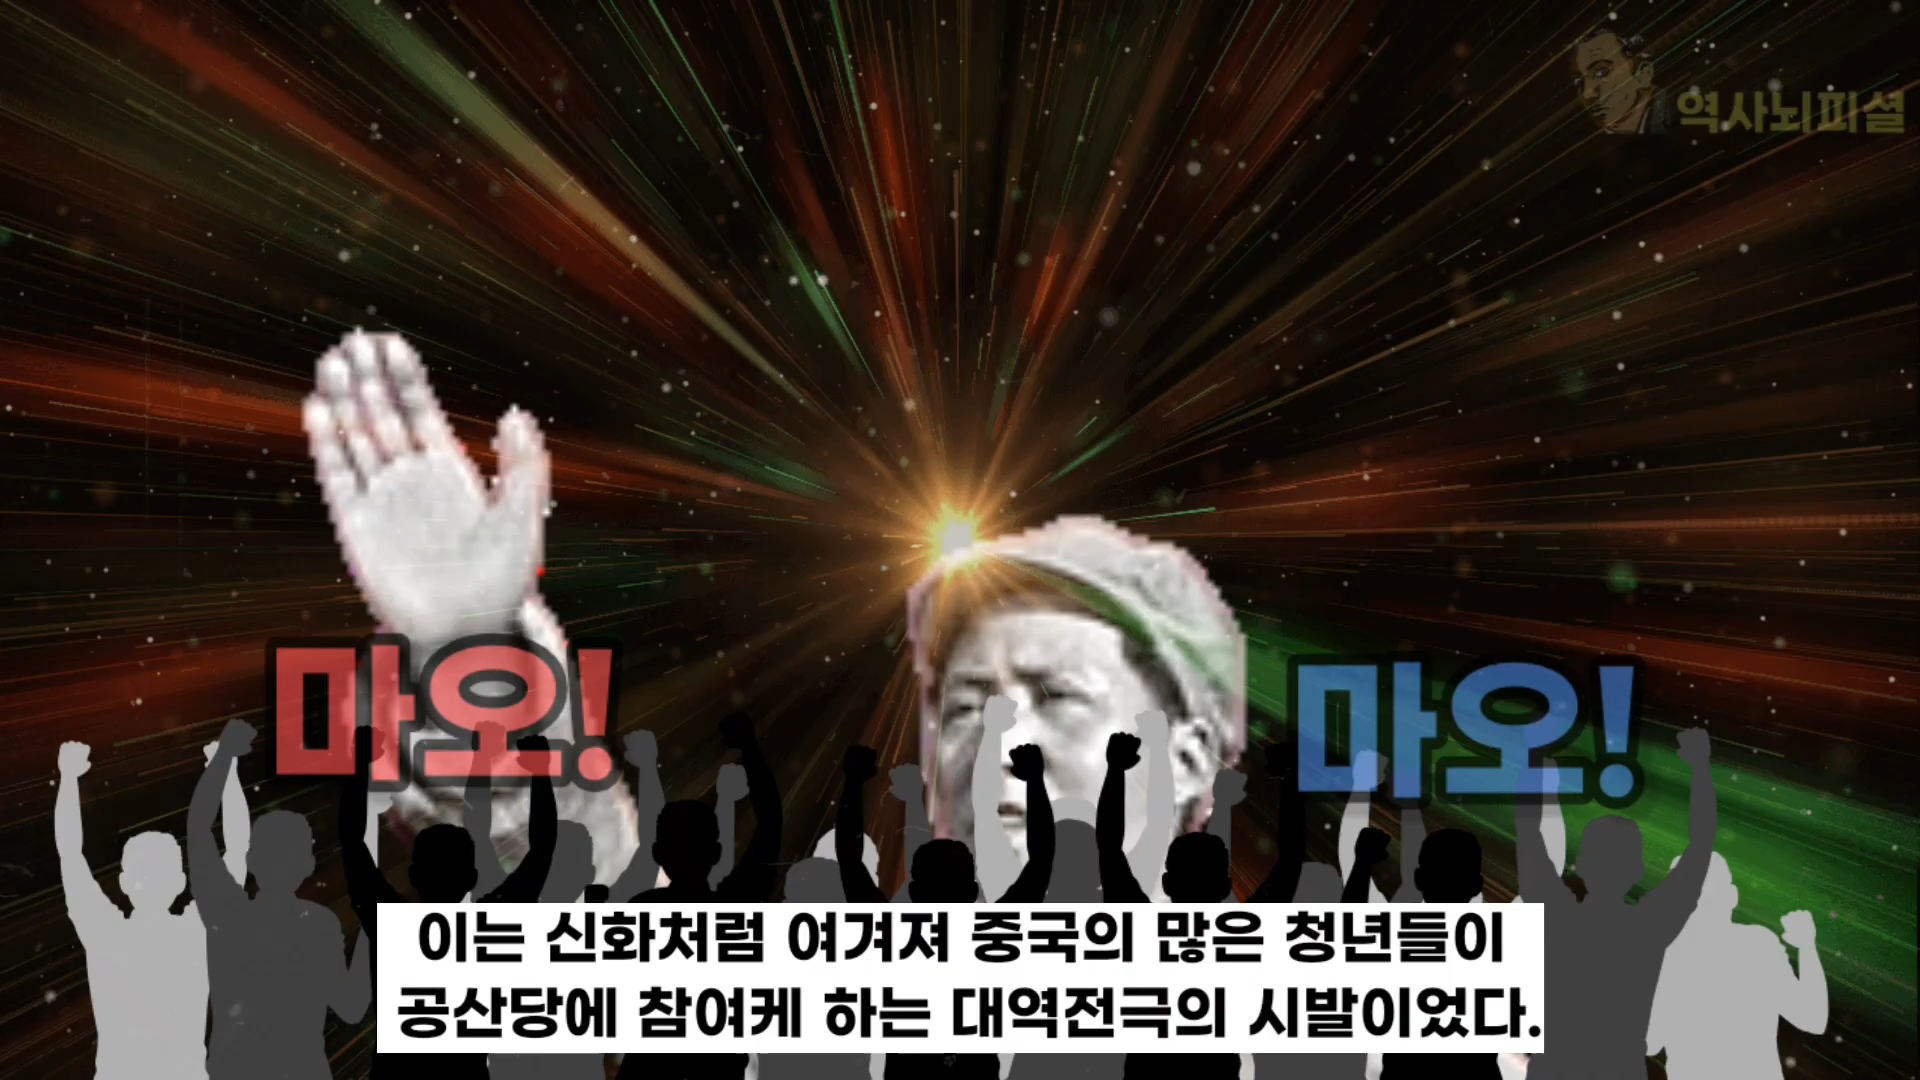 역사뇌피셜
마오!
마오!
이는 신화처럼 여겨져 중국의 많은 청년들이
공산당에 참여케 하는 대역전극의 시발이었다.